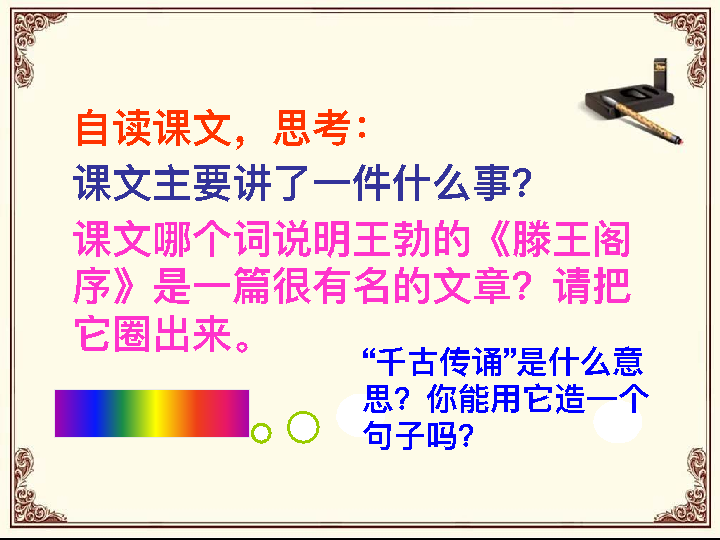 自读课文，思考：
课文主要讲了一件什么事？
课文哪个词说明王勃的《滕王阁
序》是一篇很有名的文章？请把
它圈出来。
“千古传诵”是什么意
思？你能用它造一个
句子吗？